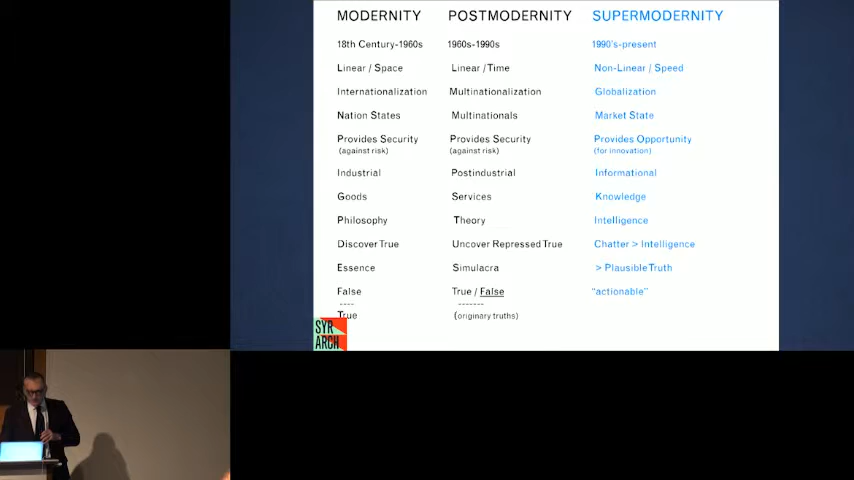 MODERNITY POSTMODERNITY SUPERMODERNITY
18th Century-1960s 1960s-1990s 1990's-present
Linear / Space Linear / Time Non-Linear / Speed
Internationalization Multinationalization Globalization
Nation States Multinationals Market State
Provides Security Provides Security Provides Opportunity
(against risk) (against risk) (for innovation)
Industrial Postindustrial Informational
Goods Services Knowledge
Philosophy Theory Intelligence
Discover True Uncover Repressed True Chatter > Intelligence
Essence Simulacra > Plausible Truth
False True / False "actionable"
---- -------
True (originary truths)
SYR
ARCH